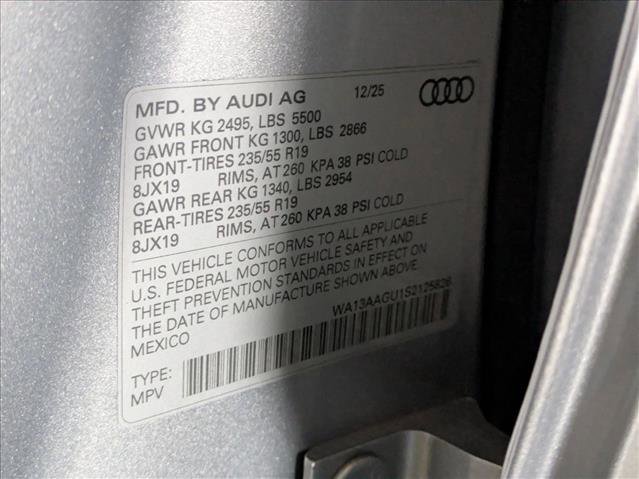 MFD. BY AUDI AG 12/25
GVWR KG 2495, LBS 5500
GAWR FRONT KG 1300, LBS 2866
FRONT-TIRES 235/55 R19
8JX19 RIMS, AT 260 KPA 38 PSI COLD
GAWR REAR KG 1340, LBS 2954
REAR-TIRES 235/55 R19
8JX19 RIMS, AT 260 KPA 38 PSI COLD
THIS VEHICLE CONFORMS TO ALL APPLICABLE
U.S. FEDERAL MOTOR VEHICLE SAFETY AND
THEFT PREVENTION STANDARDS IN EFFECT ON
THE DATE OF MANUFACTURE SHOWN ABOVE.
MEXICO WA13AAGU1S2125826
TYPE:
MPV